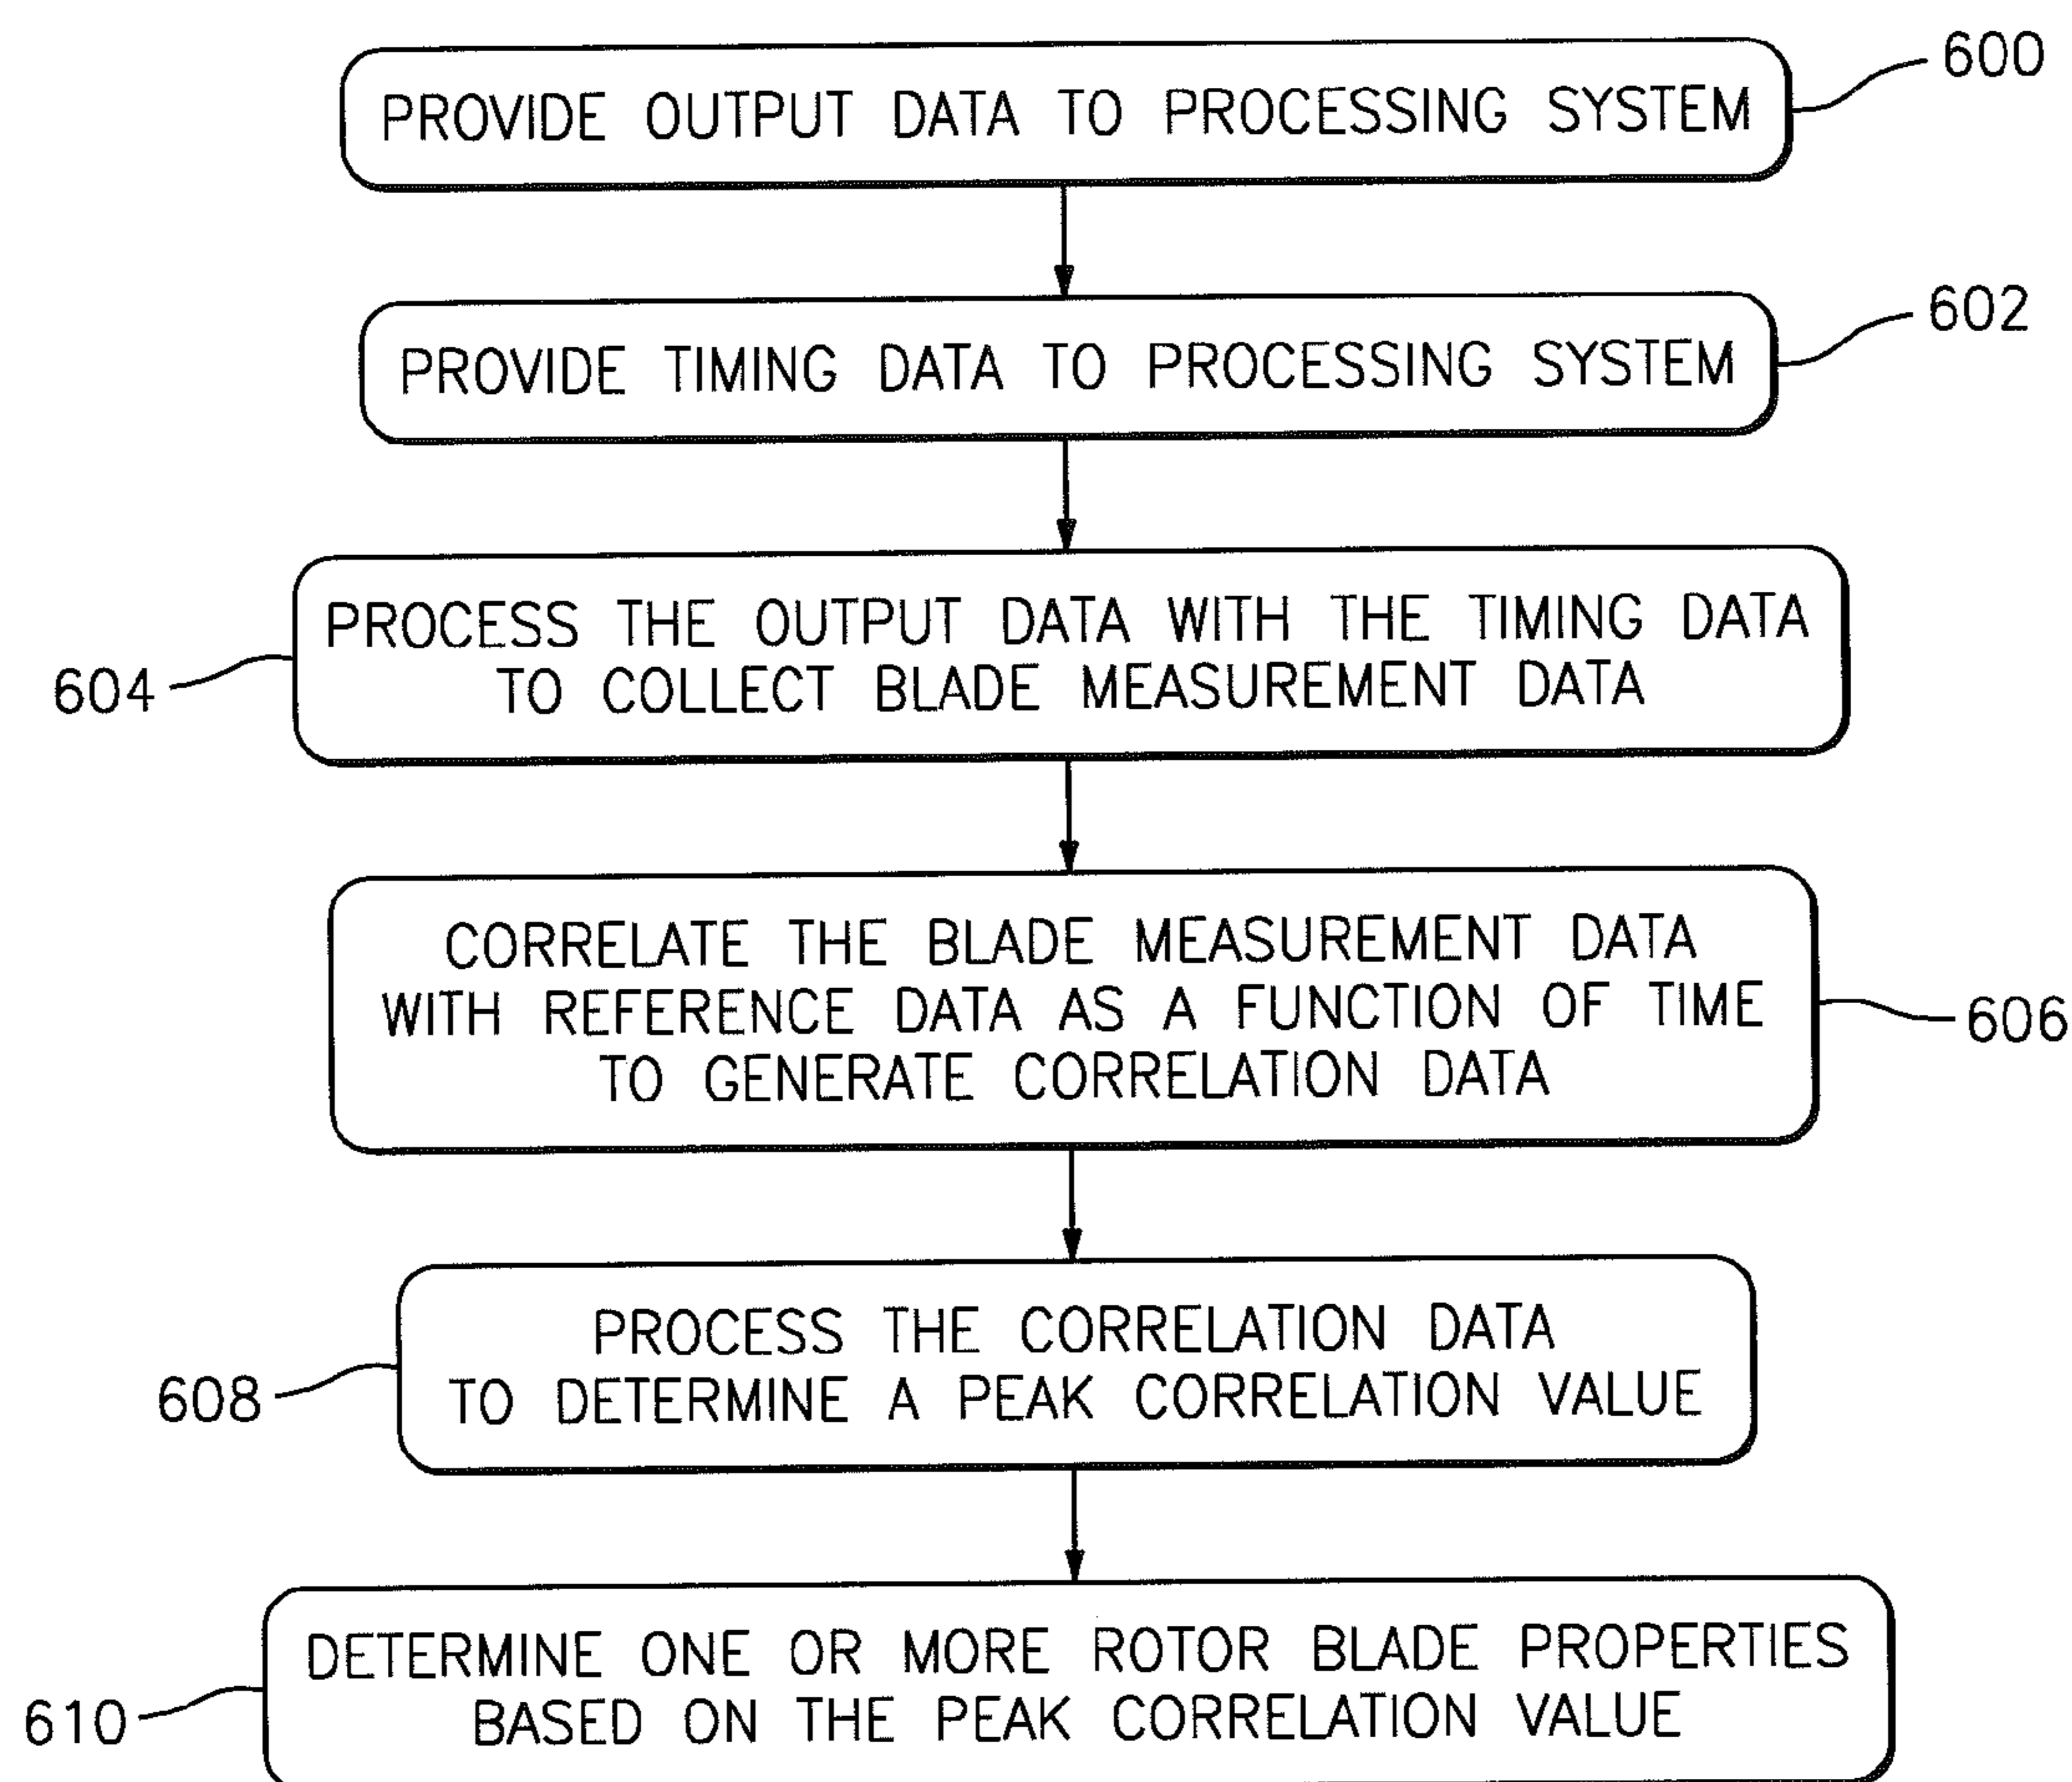 PROVIDE OUTPUT DATA TO PROCESSING SYSTEM
600
PROVIDE TIMING DATA TO PROCESSING SYSTEM
602
PROCESS THE OUTPUT DATA WITH THE TIMING DATA
TO COLLECT BLADE MEASUREMENT DATA
604
CORRELATE THE BLADE MEASUREMENT DATA
WITH REFERENCE DATA AS A FUNCTION OF TIME
TO GENERATE CORRELATION DATA
606
PROCESS THE CORRELATION DATA
TO DETERMINE A PEAK CORRELATION VALUE
608
DETERMINE ONE OR MORE ROTOR BLADE PROPERTIES
BASED ON THE PEAK CORRELATION VALUE
610